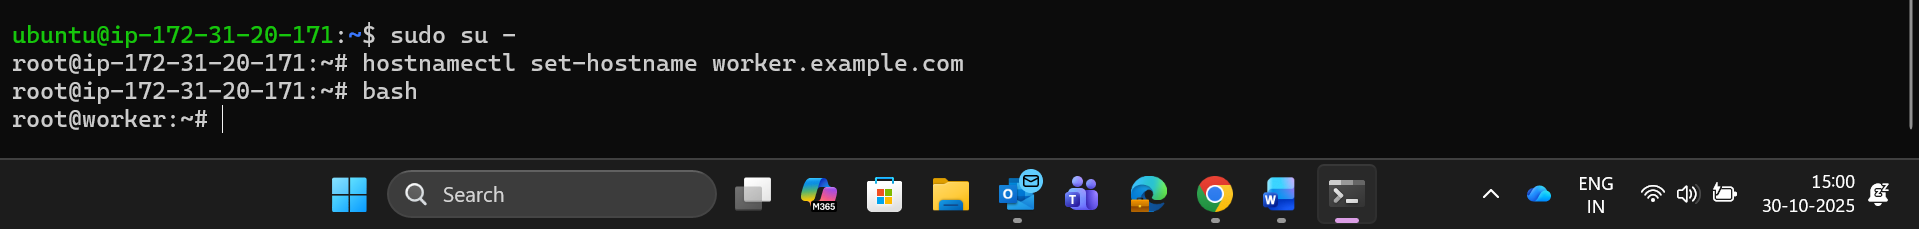 ubuntu@ip-172-31-20-171:~$ sudo su -
root@ip-172-31-20-171:~# hostnamectl set-hostname worker.example.com
root@ip-172-31-20-171:~# bash
root@worker:~#
Search
M365
O
T
W
ENG
IN
15:00
30-10-2025